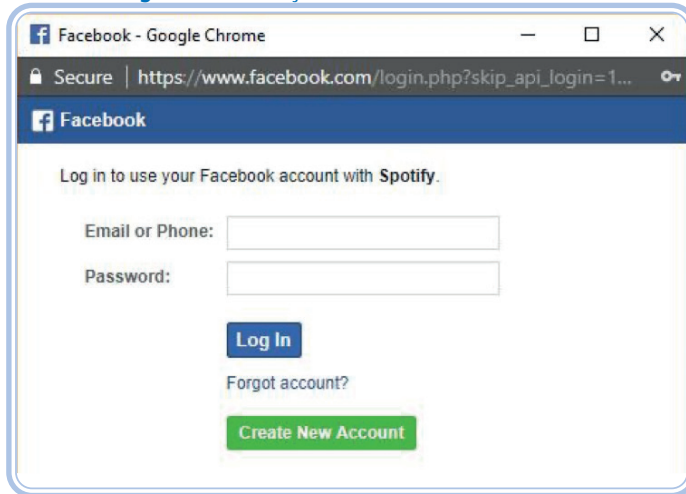 Facebook - Google Chrome
Secure | https://www.facebook.com/login.php?skip_api_login=1...
Facebook
Log in to use your Facebook account with Spotify.
Email or Phone:
Password:
Log In
Forgot account?
Create New Account